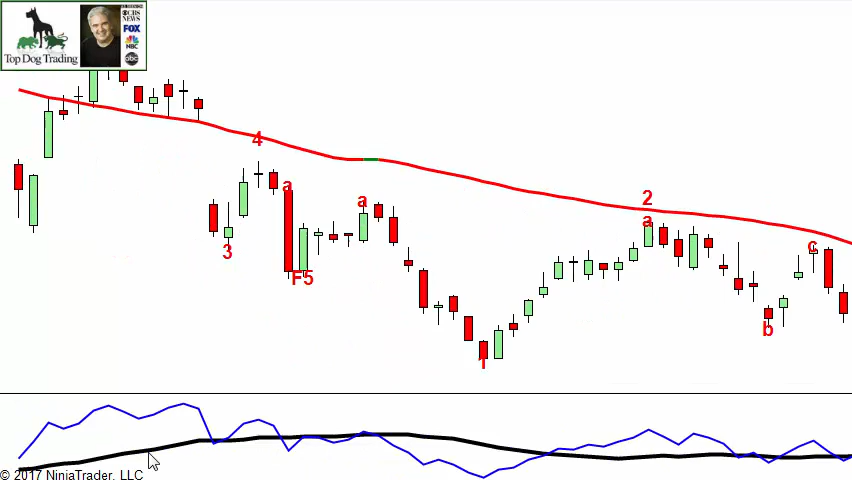 CBS
NEWS
FOX
NBC
abc
Top Dog Trading
4
a
a
2
a
3
c
F5
b
1
© 2017 NinjaTrader, LLC